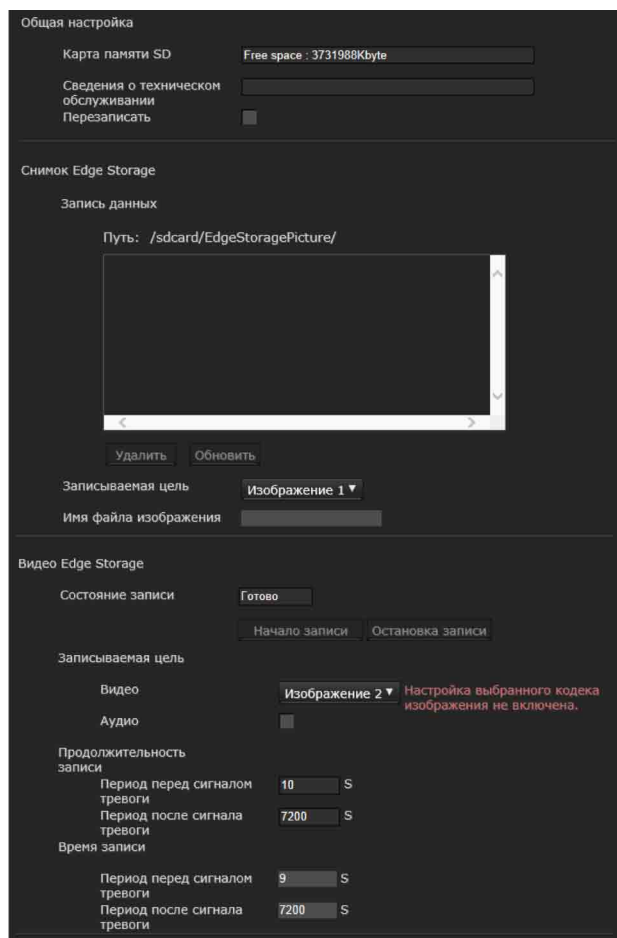 Общая настройка
Карта памяти SD
Free space : 3731988Kbyte
Сведения о техническом
обслуживании
Перезаписать
Снимок Edge Storage
Запись данных
Путь: /sdcard/EdgeStoragePicture/
Удалить Обновить
Записываемая цель Изображение 1
Имя файла изображения
Видео Edge Storage
Состояние записи Готово
Начало записи Остановка записи
Записываемая цель
Видео Изображение 2 Настройка выбранного кодека
изображения не включена.
Аудио
Продолжительность
записи
Период перед сигналом 10 S
тревоги
Период после сигнала 7200 S
тревоги
Время записи
Период перед сигналом 9 S
тревоги
Период после сигнала 7200 S
тревоги